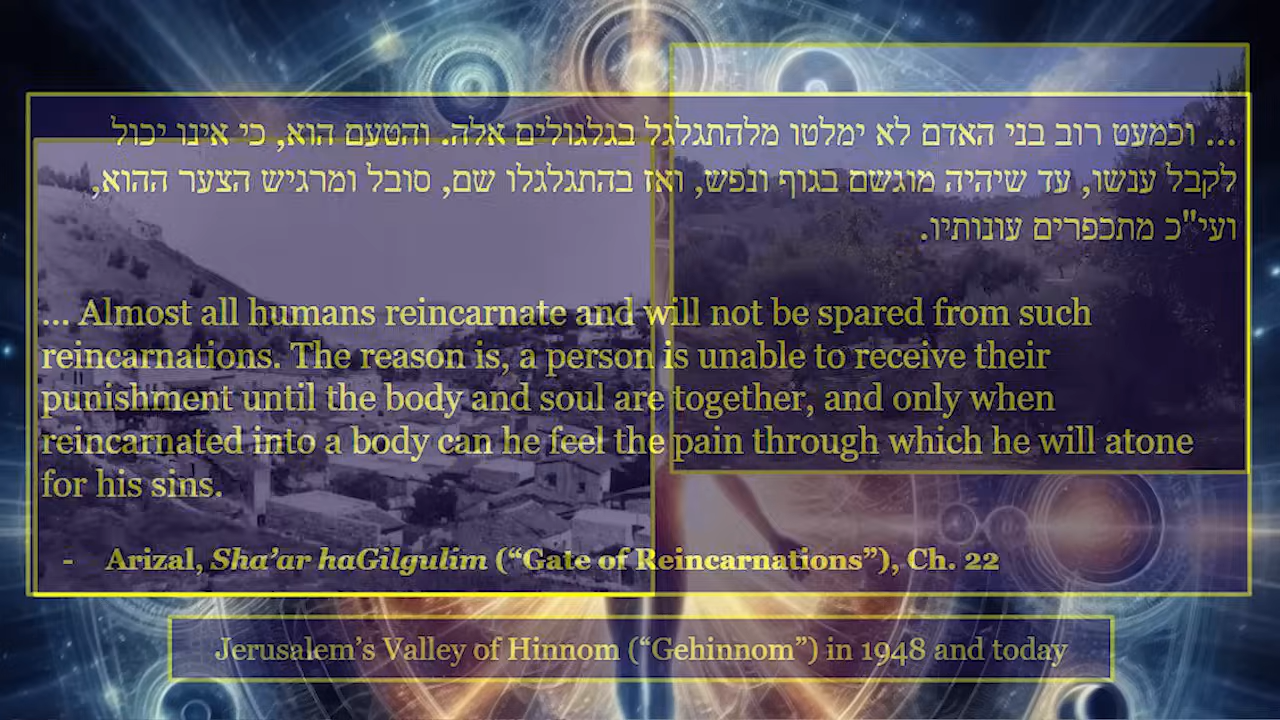 ... וכמעט רוב בני האדם לא ימלטו מלהתגלגל בגלגולים אלה. והטעם הוא, כי אינו יכול
לקבל ענשו, עד שיהיה מוגשם בגוף ונפש, ואז בהתגלגלו שם, סובל ומרגיש הצער ההוא,
ועי"כ מתכפרים עונותיו.
... Almost all humans reincarnate and will not be spared from such
reincarnations. The reason is, a person is unable to receive their
punishment until the body and soul are together, and only when
reincarnated into a body can he feel the pain through which he will atone
for his sins.
- Arizal, Sha’ar haGilgulim (“Gate of Reincarnations”), Ch. 22
Jerusalem’s Valley of Hinnom (“Gehinnom”) in 1948 and today